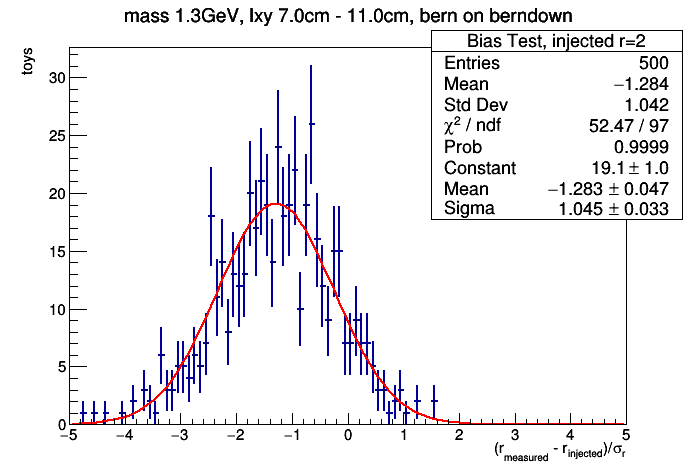 mass 1.3GeV, lxy 7.0cm - 11.0cm, bern on berndown
Bias Test, injected r=2
Entries 500
Mean −1.284
Std Dev 1.042
χ² / ndf 52.47 / 97
Prob 0.9999
Constant 19.1 ± 1.0
Mean −1.283 ± 0.047
Sigma 1.045 ± 0.033
toys
30
25
20
15
10
5
0
−5 −4 −3 −2 −1 0 1 2 3 4 5
(r_measured - r_injected)/σ_r